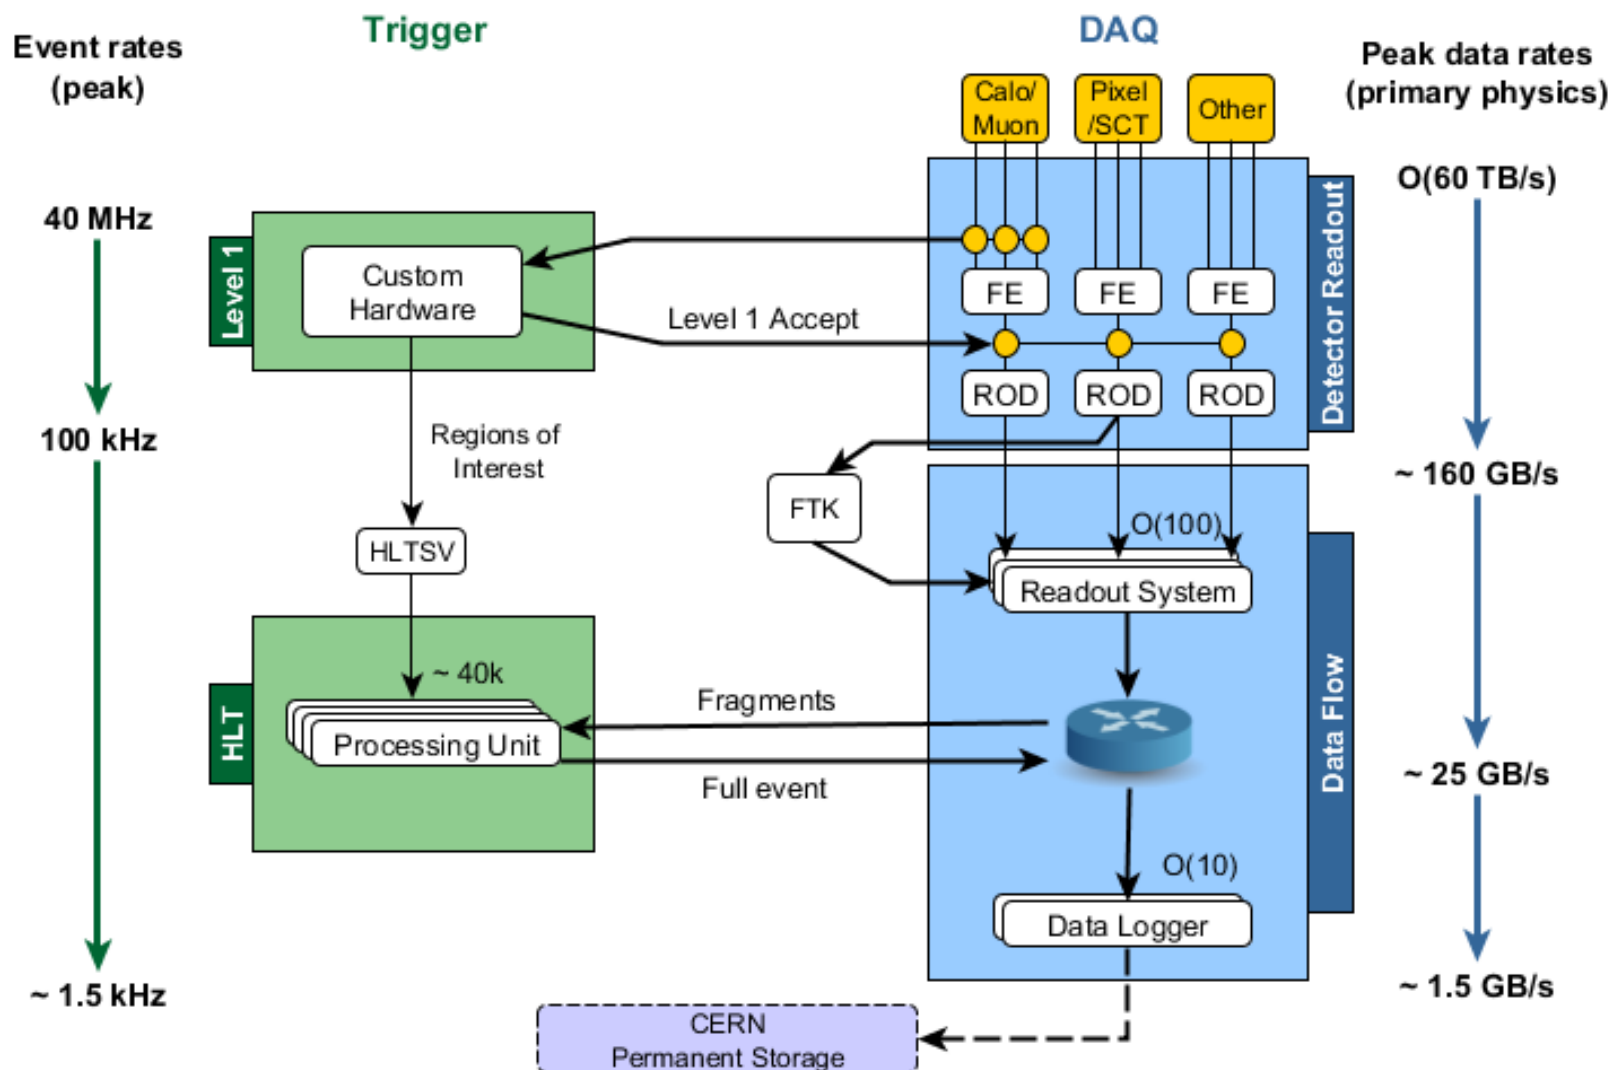 Trigger
DAQ
Event rates
(peak)
Peak data rates
(primary physics)
Calo/
Muon
Pixel
/SCT
Other
O(60 TB/s)
40 MHz
Level 1
Custom
Hardware
Detector Readout
FE
FE
FE
Level 1 Accept
ROD
ROD
ROD
100 kHz
Regions of
Interest
~ 160 GB/s
FTK
O(100)
HLTSV
Readout System
~ 40k
HLT
Processing Unit
Fragments
Full event
Data Flow
~ 25 GB/s
O(10)
Data Logger
~ 1.5 kHz
~ 1.5 GB/s
CERN
Permanent Storage